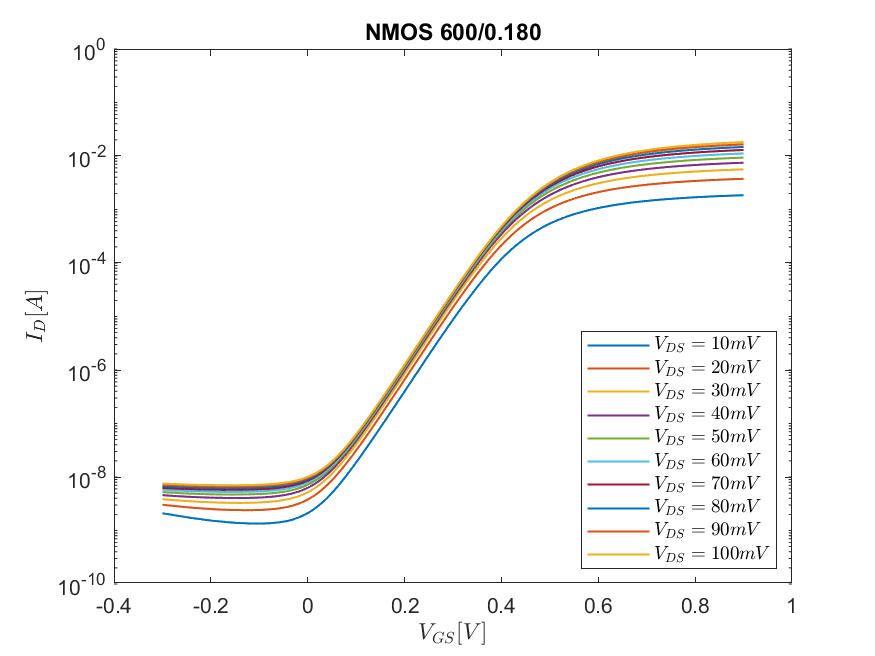 NMOS 600/0.180
10^0
10^-2
10^-4
10^-6
10^-8
10^-10
I_D[A]
-0.4 -0.2 0 0.2 0.4 0.6 0.8 1
V_GS[V]
V_DS = 10mV
V_DS = 20mV
V_DS = 30mV
V_DS = 40mV
V_DS = 50mV
V_DS = 60mV
V_DS = 70mV
V_DS = 80mV
V_DS = 90mV
V_DS = 100mV